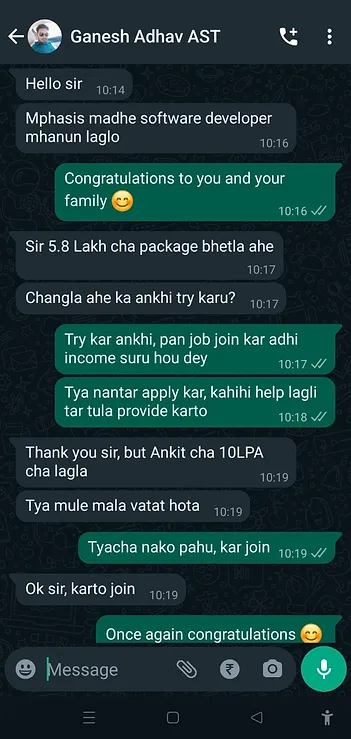 Ganesh Adhav AST
Hello sir 10:14
Mphasis madhe software developer
mhanun laglo
10:16
Congratulations to you and your
family 😊
10:16
Sir 5.8 Lakh cha package bhetla ahe
10:17
Changla ahe ka ankhi try karu? 10:17
Try kar ankhi, pan job join kar adhi
income suru hou dey
10:17
Tya nantar apply kar, kahihi help lagli
tar tula provide karto
10:18
Thank you sir, but Ankit cha 10LPA
cha lagla
10:19
Tya mule mala vatat hota 10:19
Tyacha nako pahu, kar join 10:19
Ok sir, karto join 10:19
Once again congratulations 😊
Message